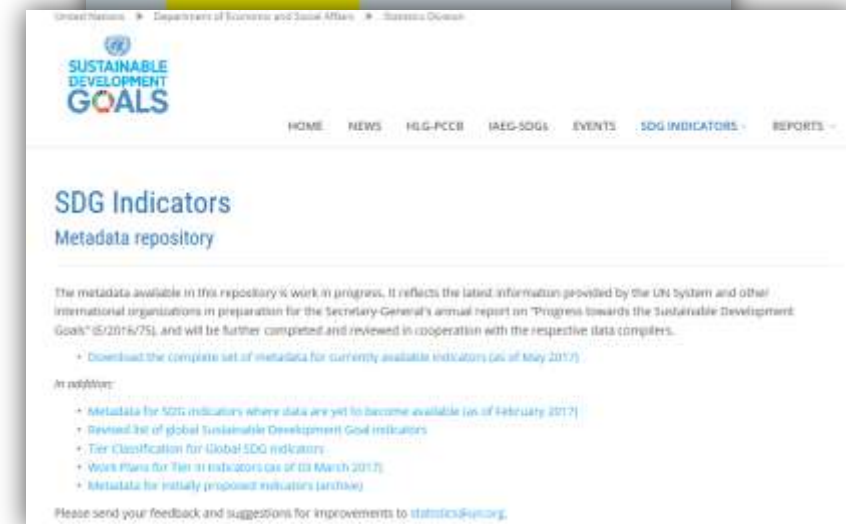 United Nations » Department of Economic and Social Affairs » Statistics Division
SUSTAINABLE
DEVELOPMENT
GOALS
HOME NEWS HLG-PCCB IAEG-SDGs EVENTS SDG INDICATORS REPORTS
SDG Indicators
Metadata repository
The metadata available in this repository is work in progress. It reflects the latest information provided by the UN System and other
international organizations in preparation for the Secretary-General's annual report on "Progress towards the Sustainable Development
Goals" (E/2016/75), and will be further completed and reviewed in cooperation with the respective data compilers.
• Download the complete set of metadata for currently available indicators (as of May 2017)
In addition:
• Metadata for SDG indicators where data are yet to become available (as of February 2017)
• Revised list of global Sustainable Development Goal indicators
• Tier Classification for Global SDG indicators
• Work Plans for Tier III indicators (as of 03 March 2017)
• Metadata for initially proposed indicators (archive)
Please send your feedback and suggestions for improvements to statistics@un.org.